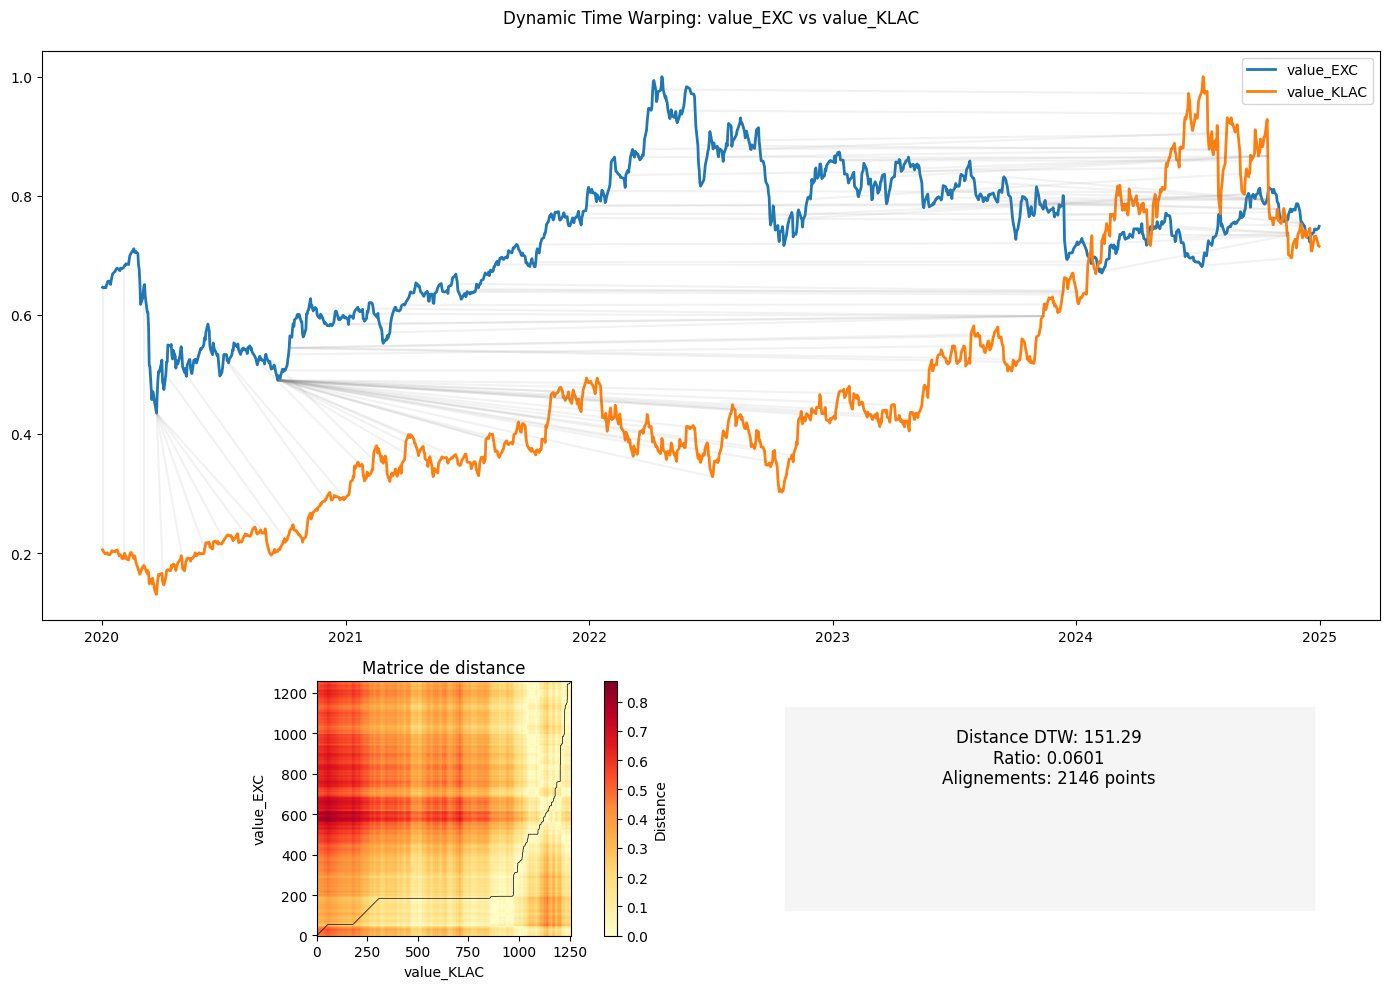 Dynamic Time Warping: value_EXC vs value_KLAC
value_EXC
value_KLAC
1.0
0.8
0.6
0.4
0.2
2020 2021 2022 2023 2024 2025
Matrice de distance
1200
1000
800
600
400
200
0
value_EXC
0 250 500 750 1000 1250
value_KLAC
0.8
0.7
0.6
0.5
0.4
0.3
0.2
0.1
0.0
Distance
Distance DTW: 151.29
Ratio: 0.0601
Alignements: 2146 points